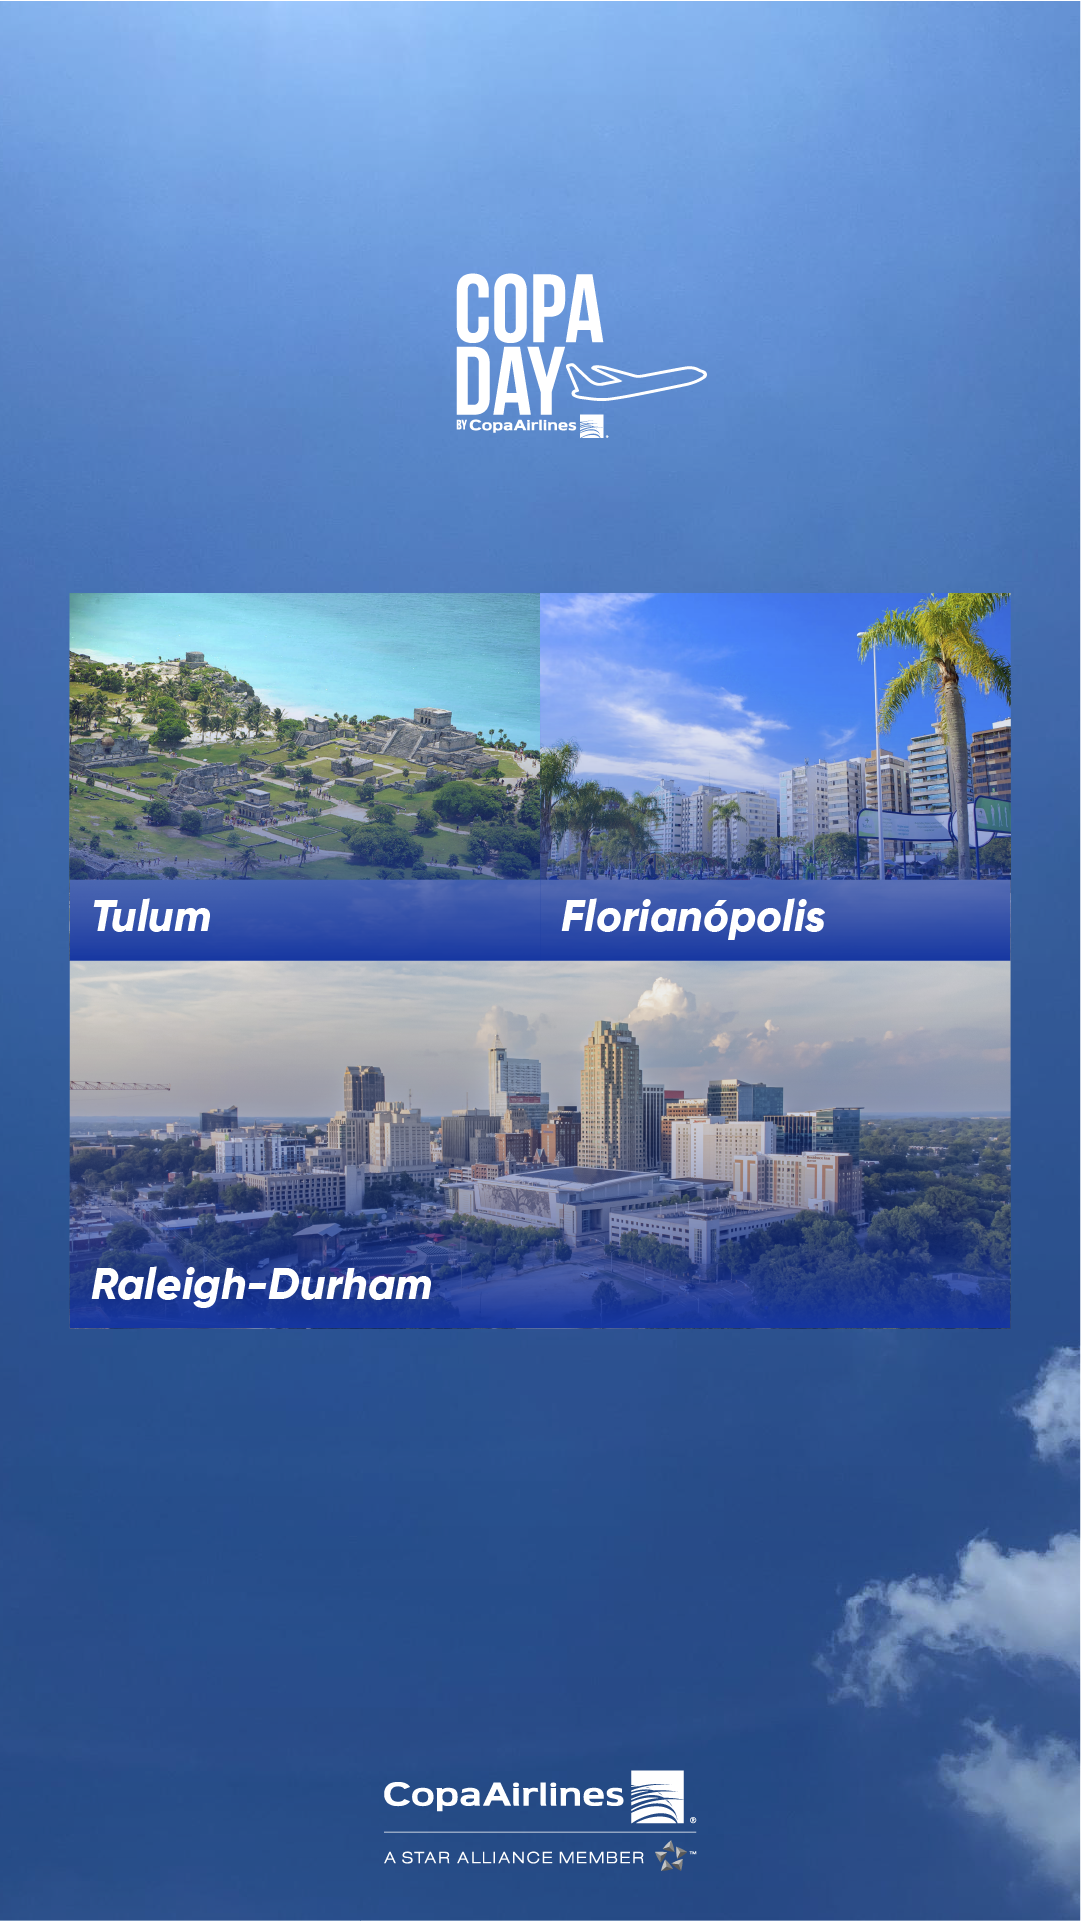 COPA
DAY
BY CopaAirlines
Tulum
Florianópolis
Raleigh-Durham
CopaAirlines
A STAR ALLIANCE MEMBER